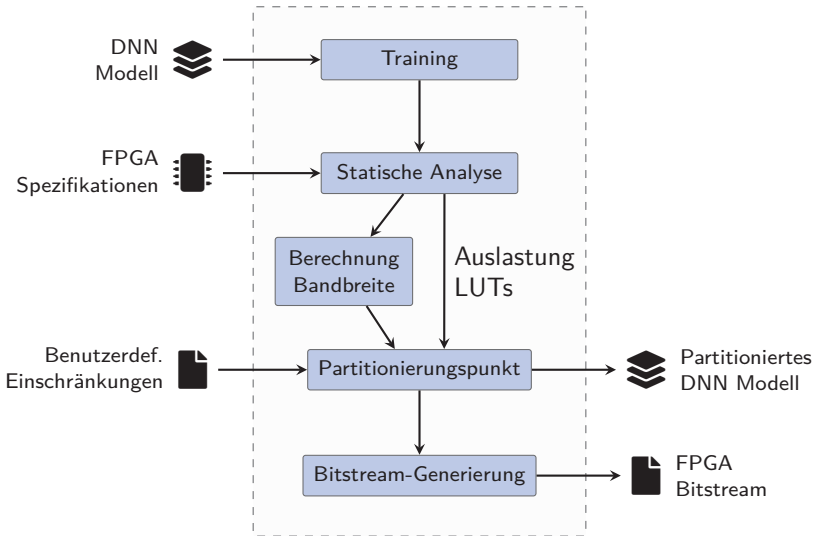 DNN
Modell
Training
FPGA
Spezifikationen
Statische Analyse
Berechnung
Bandbreite
Auslastung
LUTs
Benutzerdef.
Einschränkungen
Partitionierungspunkt
Partitioniertes
DNN Modell
Bitstream-Generierung
FPGA
Bitstream